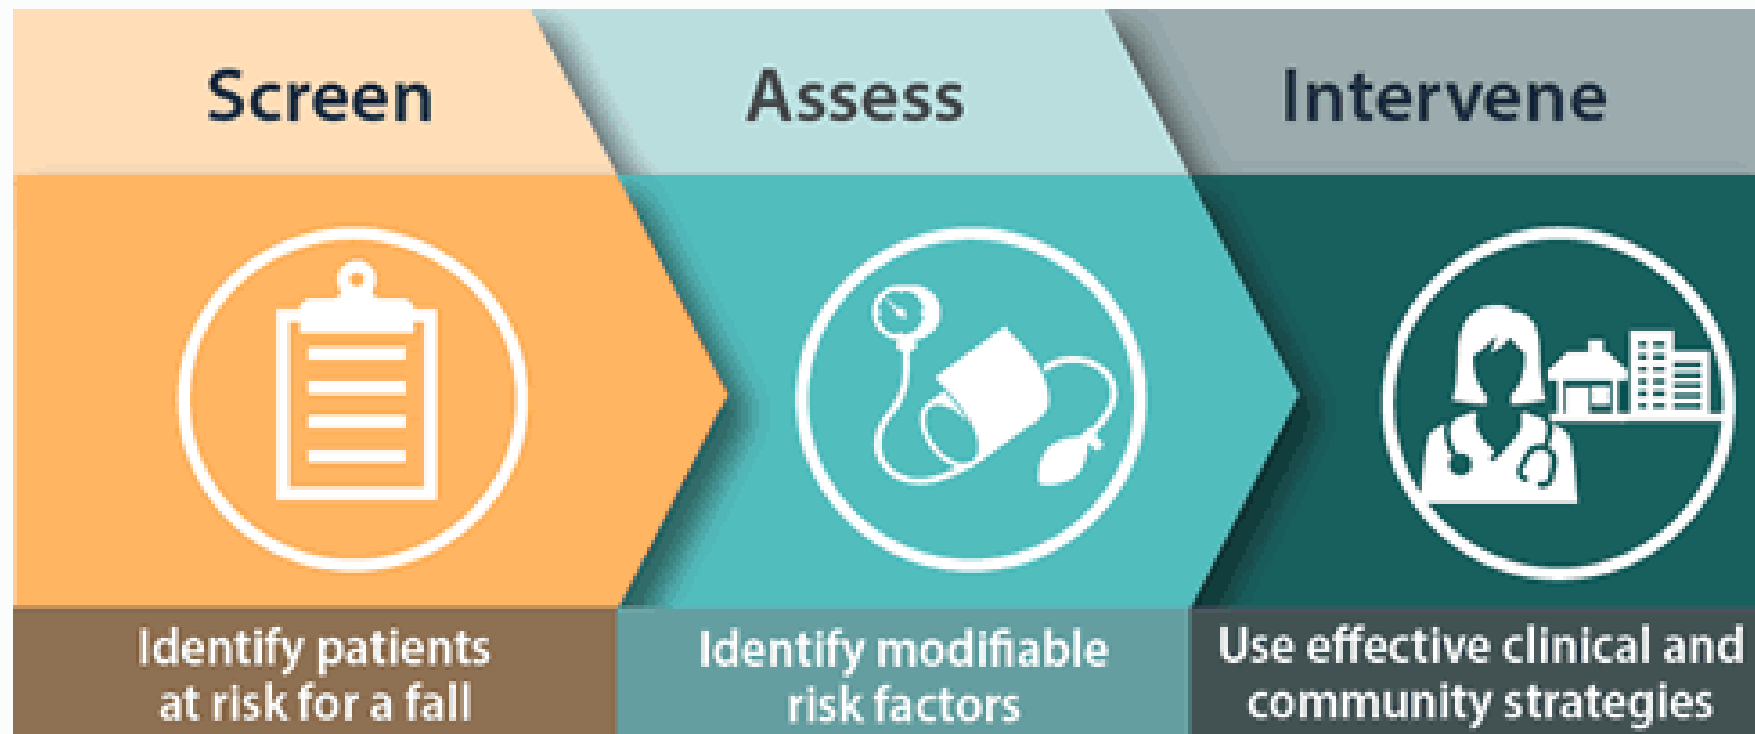 Screen
Identify patients
at risk for a fall
Assess
Identify modifiable
risk factors
Intervene
Use effective clinical and
community strategies